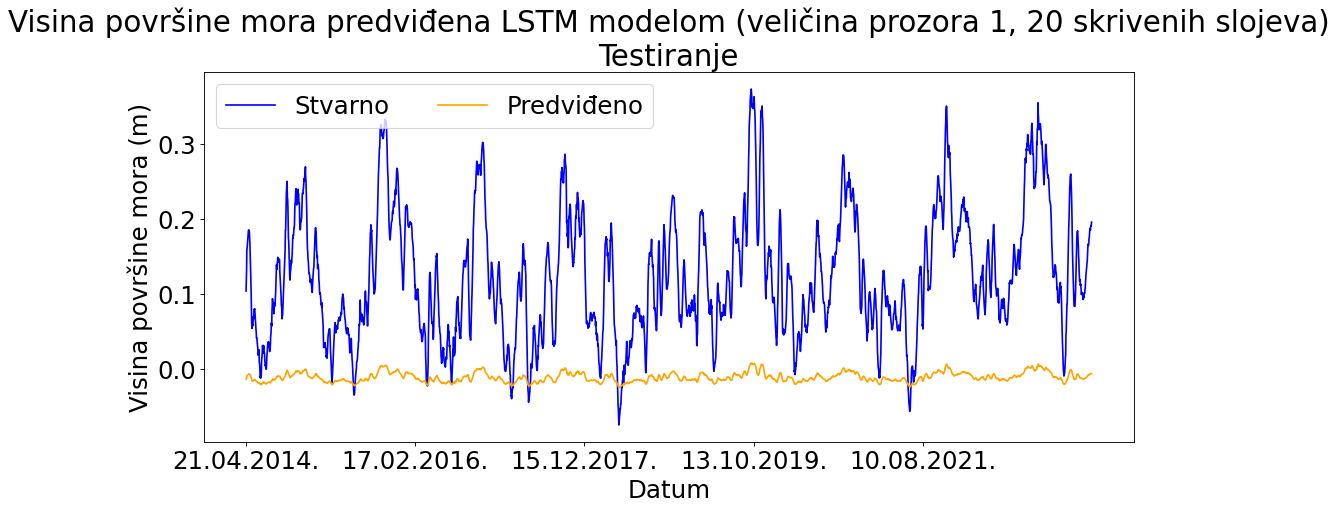 Visina površine mora predviđena LSTM modelom (veličina prozora 1, 20 skrivenih slojeva)
Testiranje
Stvarno Predviđeno
Visina površine mora (m)
0.3
0.2
0.1
0.0
21.04.2014. 17.02.2016. 15.12.2017. 13.10.2019. 10.08.2021.
Datum